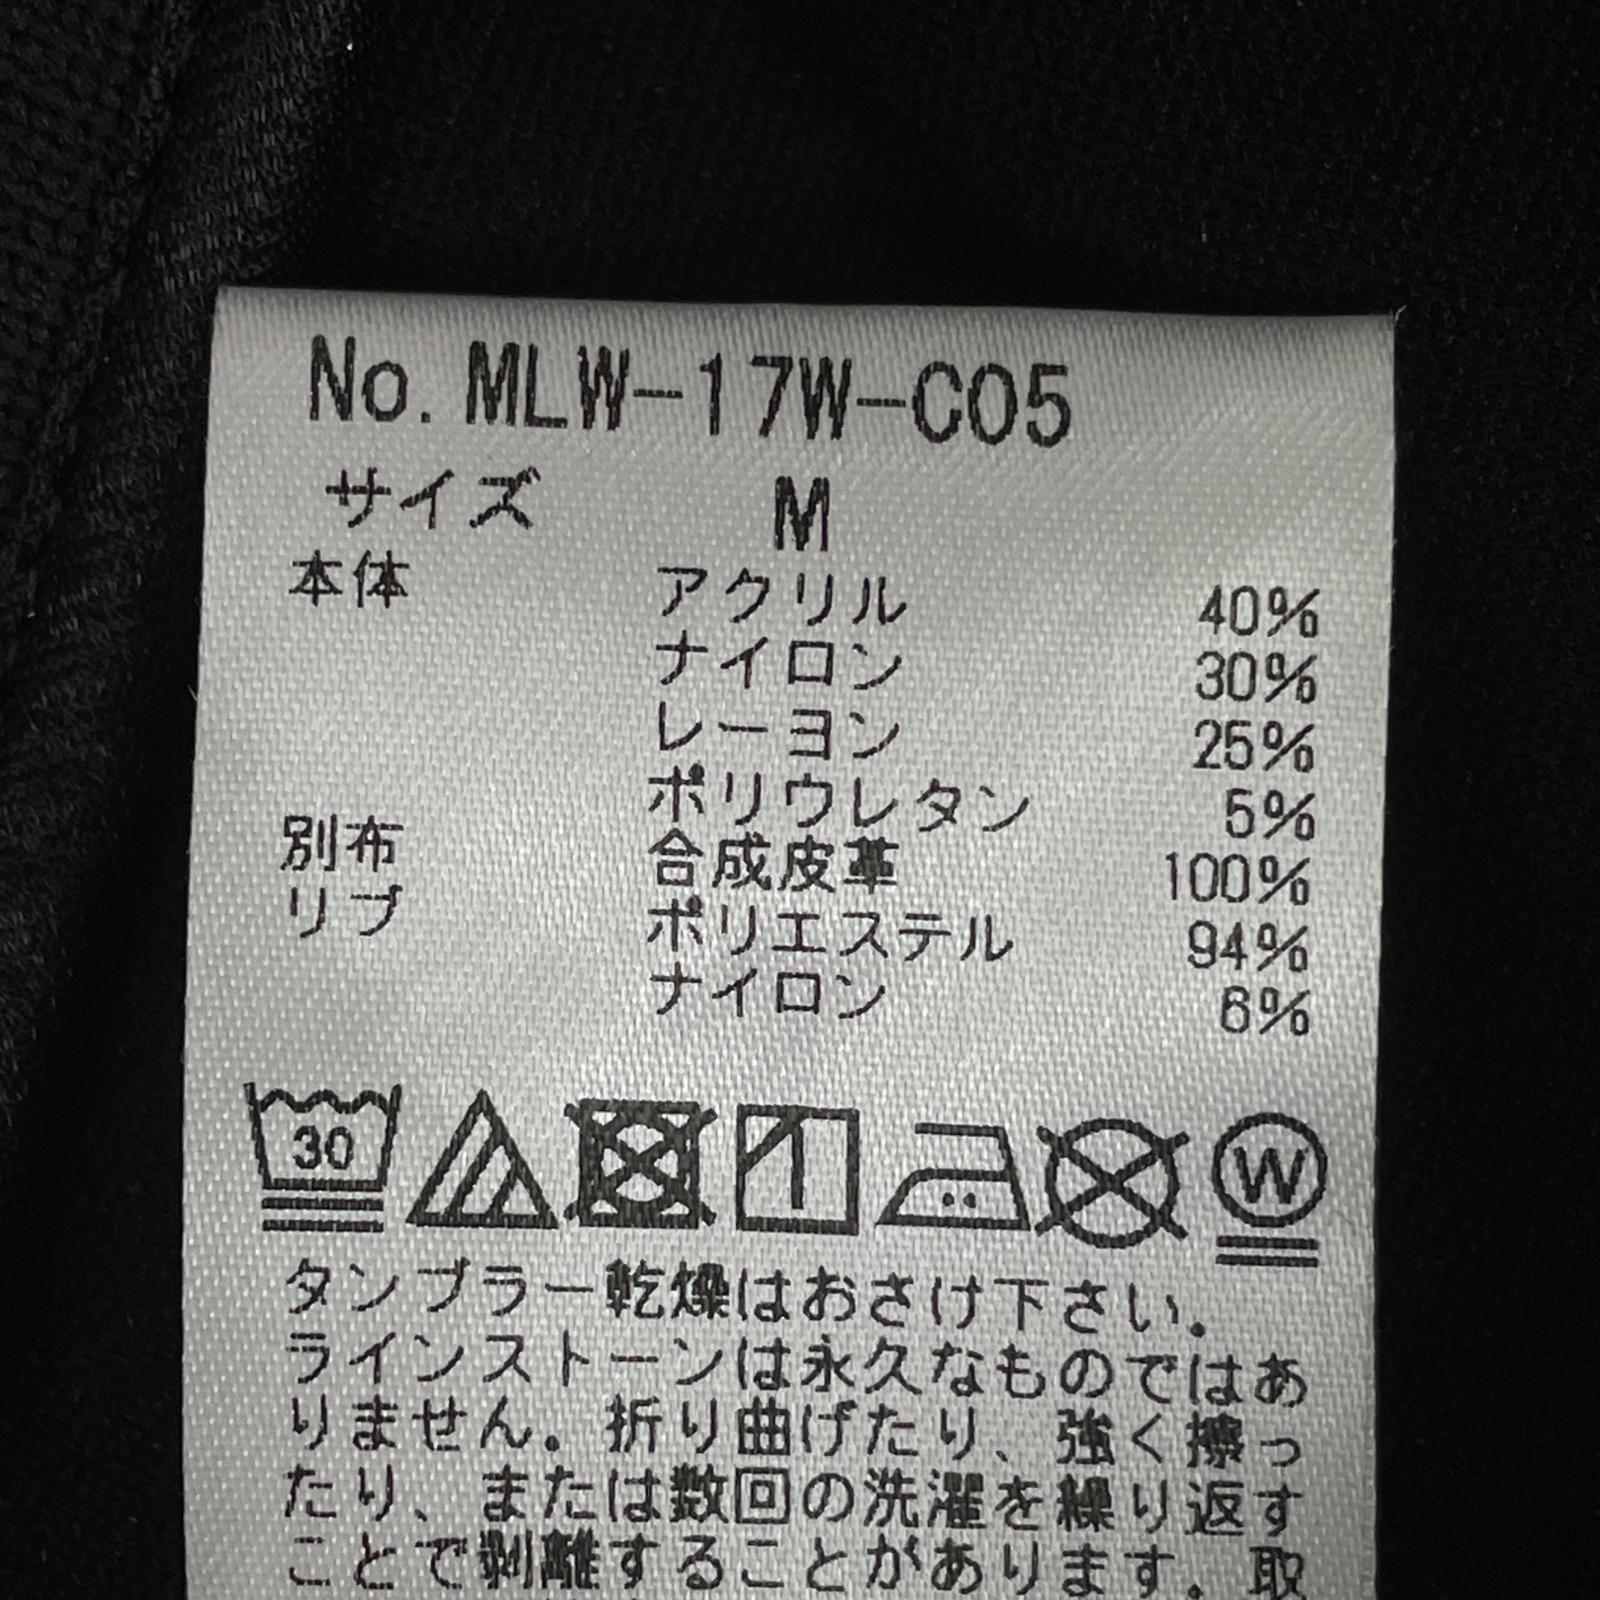 No. MLW-17W-C05
サイズ M
本体 アクリル 40%
ナイロン 30%
レーヨン 25%
ポリウレタン 5%
別布 合成皮革 100%
リブ ポリエステル 94%
ナイロン 6%
30 W
タンブラー乾燥はおさけ下さい。
ラインストーンは永久なものではあ
りません。折り曲げたり、強く擦っ
たり、または数回の洗濯を繰り返す
ことで剥離することがあります。取